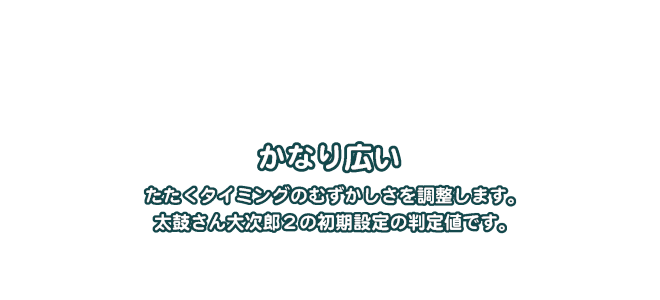 かなり広い
たたくタイミングのむずかしさを調整します。
太鼓さん大次郎２の初期設定の判定値です。